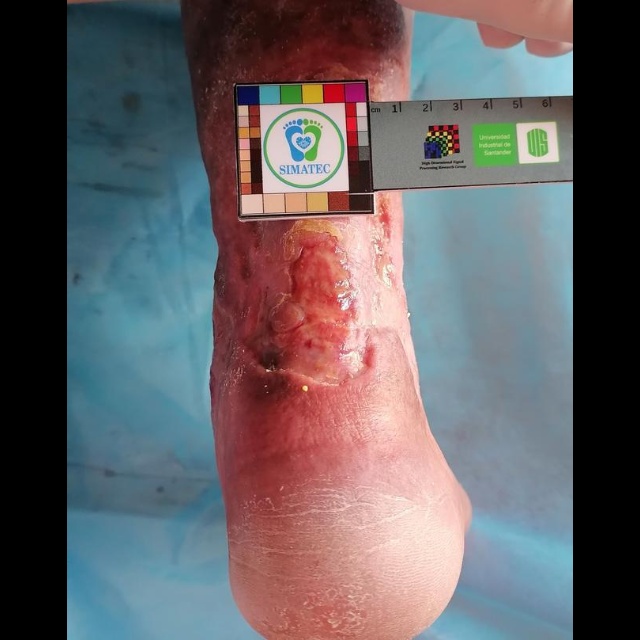 cm 1 2 3 4 5 6
SIMATEC
High Dimensional Signal
Processing Research Group
Universidad
Industrial de
Santander
UIS